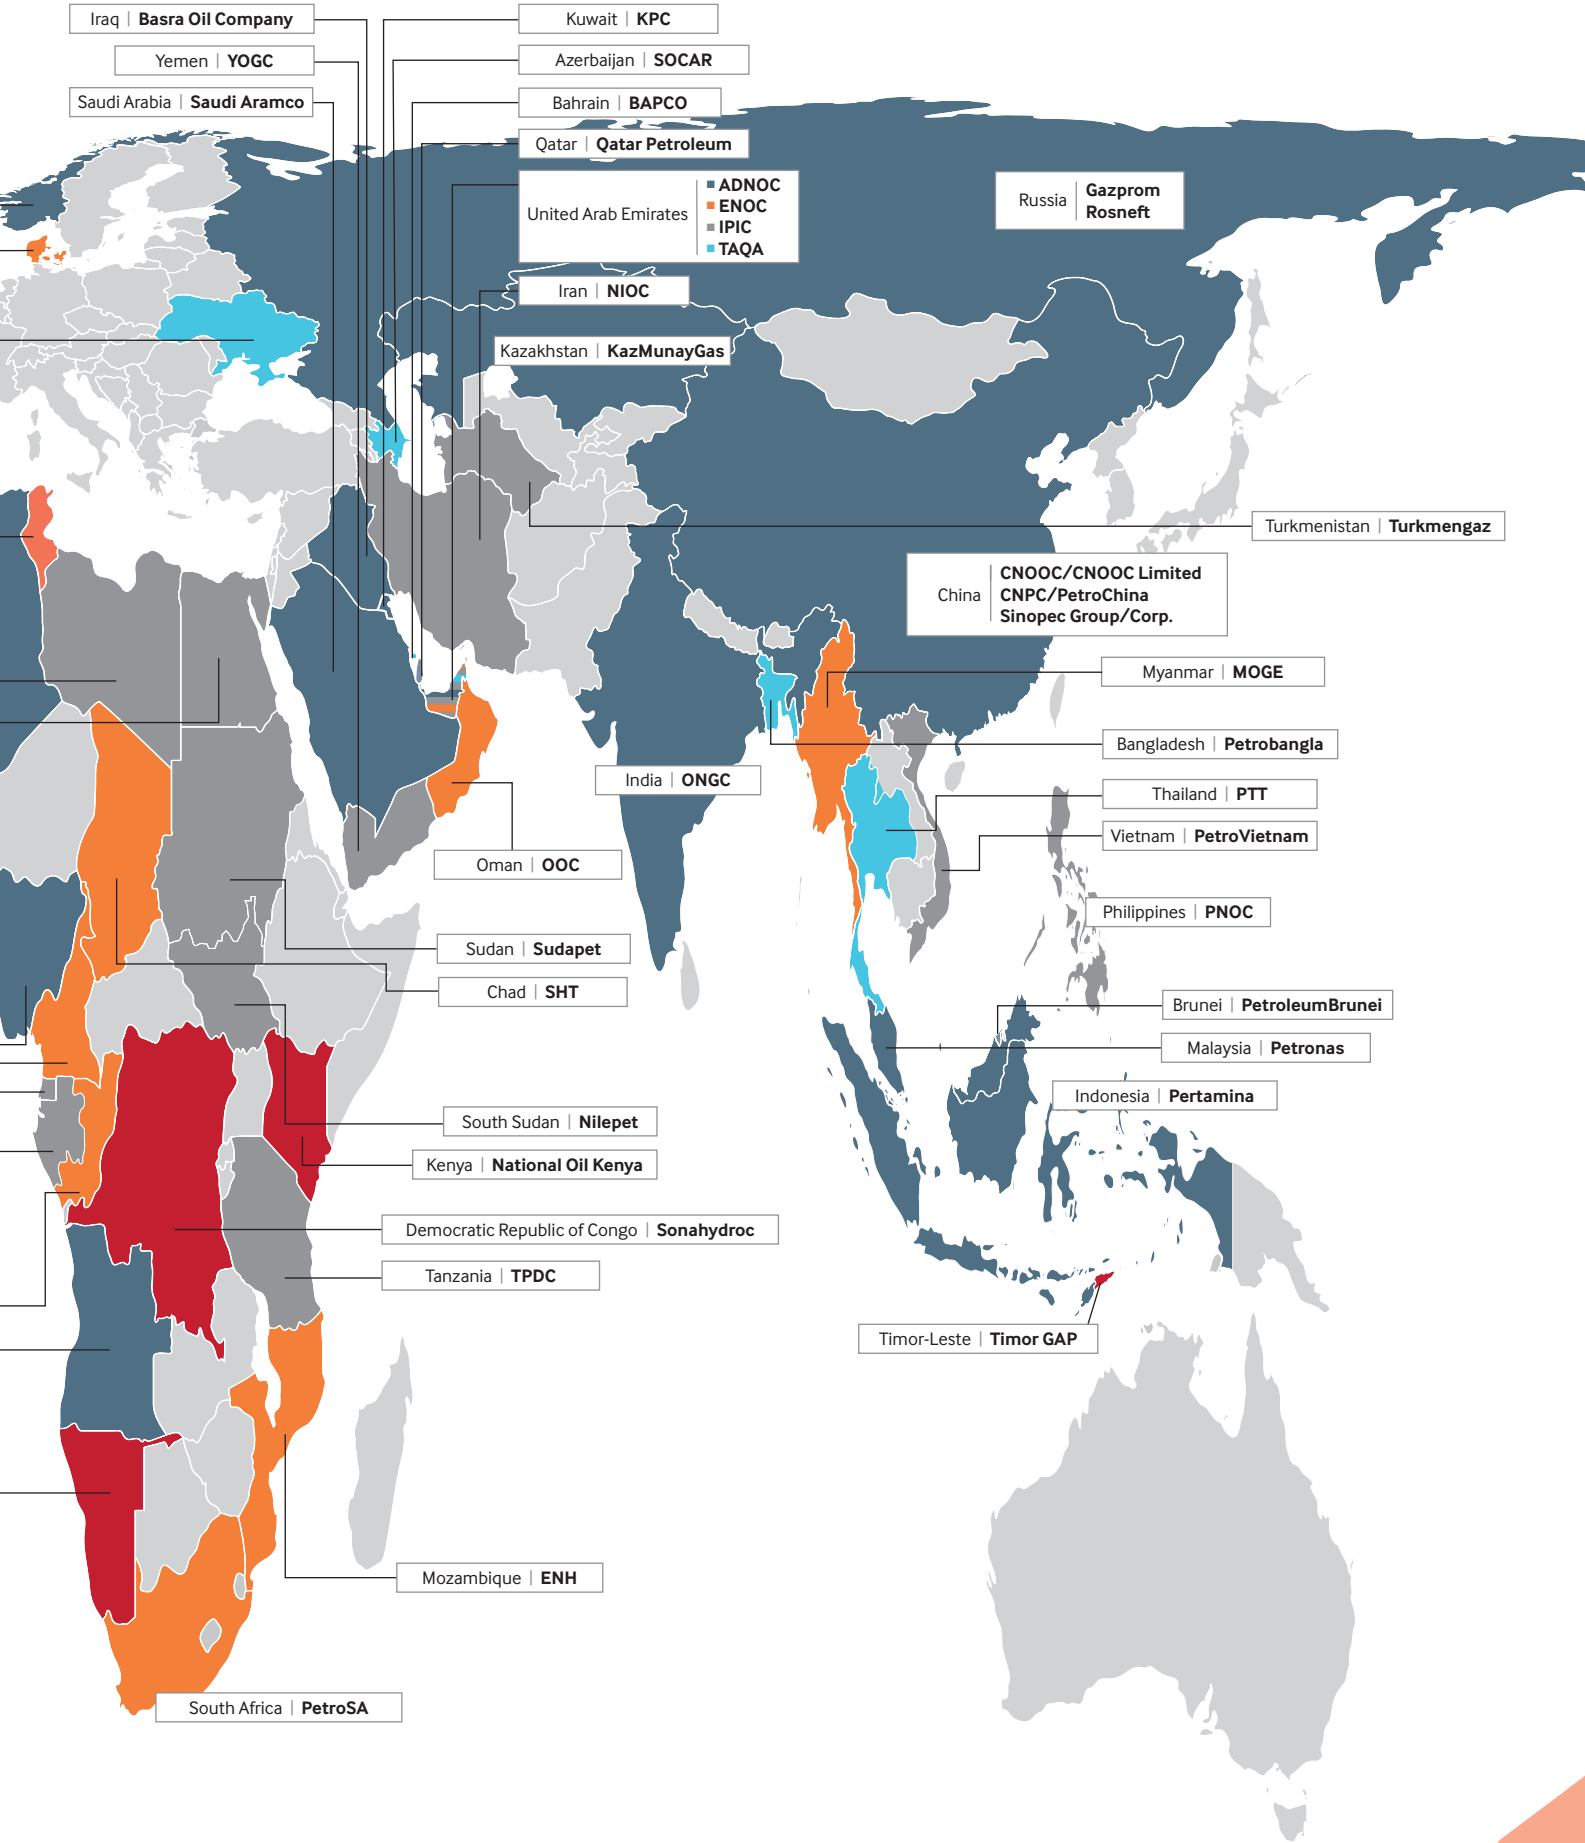 Iraq | Basra Oil Company
Kuwait | KPC
Yemen | YOGC
Azerbaijan | SOCAR
Saudi Arabia | Saudi Aramco
Bahrain | BAPCO
Qatar | Qatar Petroleum
United Arab Emirates
ADNOC
ENOC
IPIC
TAQA
Russia
Gazprom
Rosneft
Iran | NIOC
Kazakhstan | KazMunayGas
Turkmenistan | Turkmengaz
China
CNOOC/CNOOC Limited
CNPC/PetroChina
Sinopec Group/Corp.
Myanmar | MOGE
Bangladesh | Petrobangla
India | ONGC
Thailand | PTT
Vietnam | PetroVietnam
Oman | OOC
Philippines | PNOC
Sudan | Sudapet
Chad | SHT
Brunei | PetroleumBrunei
Malaysia | Petronas
Indonesia | Pertamina
South Sudan | Nilepet
Kenya | National Oil Kenya
Democratic Republic of Congo | Sonahydroc
Tanzania | TPDC
Timor-Leste | Timor GAP
Mozambique | ENH
South Africa | PetroSA